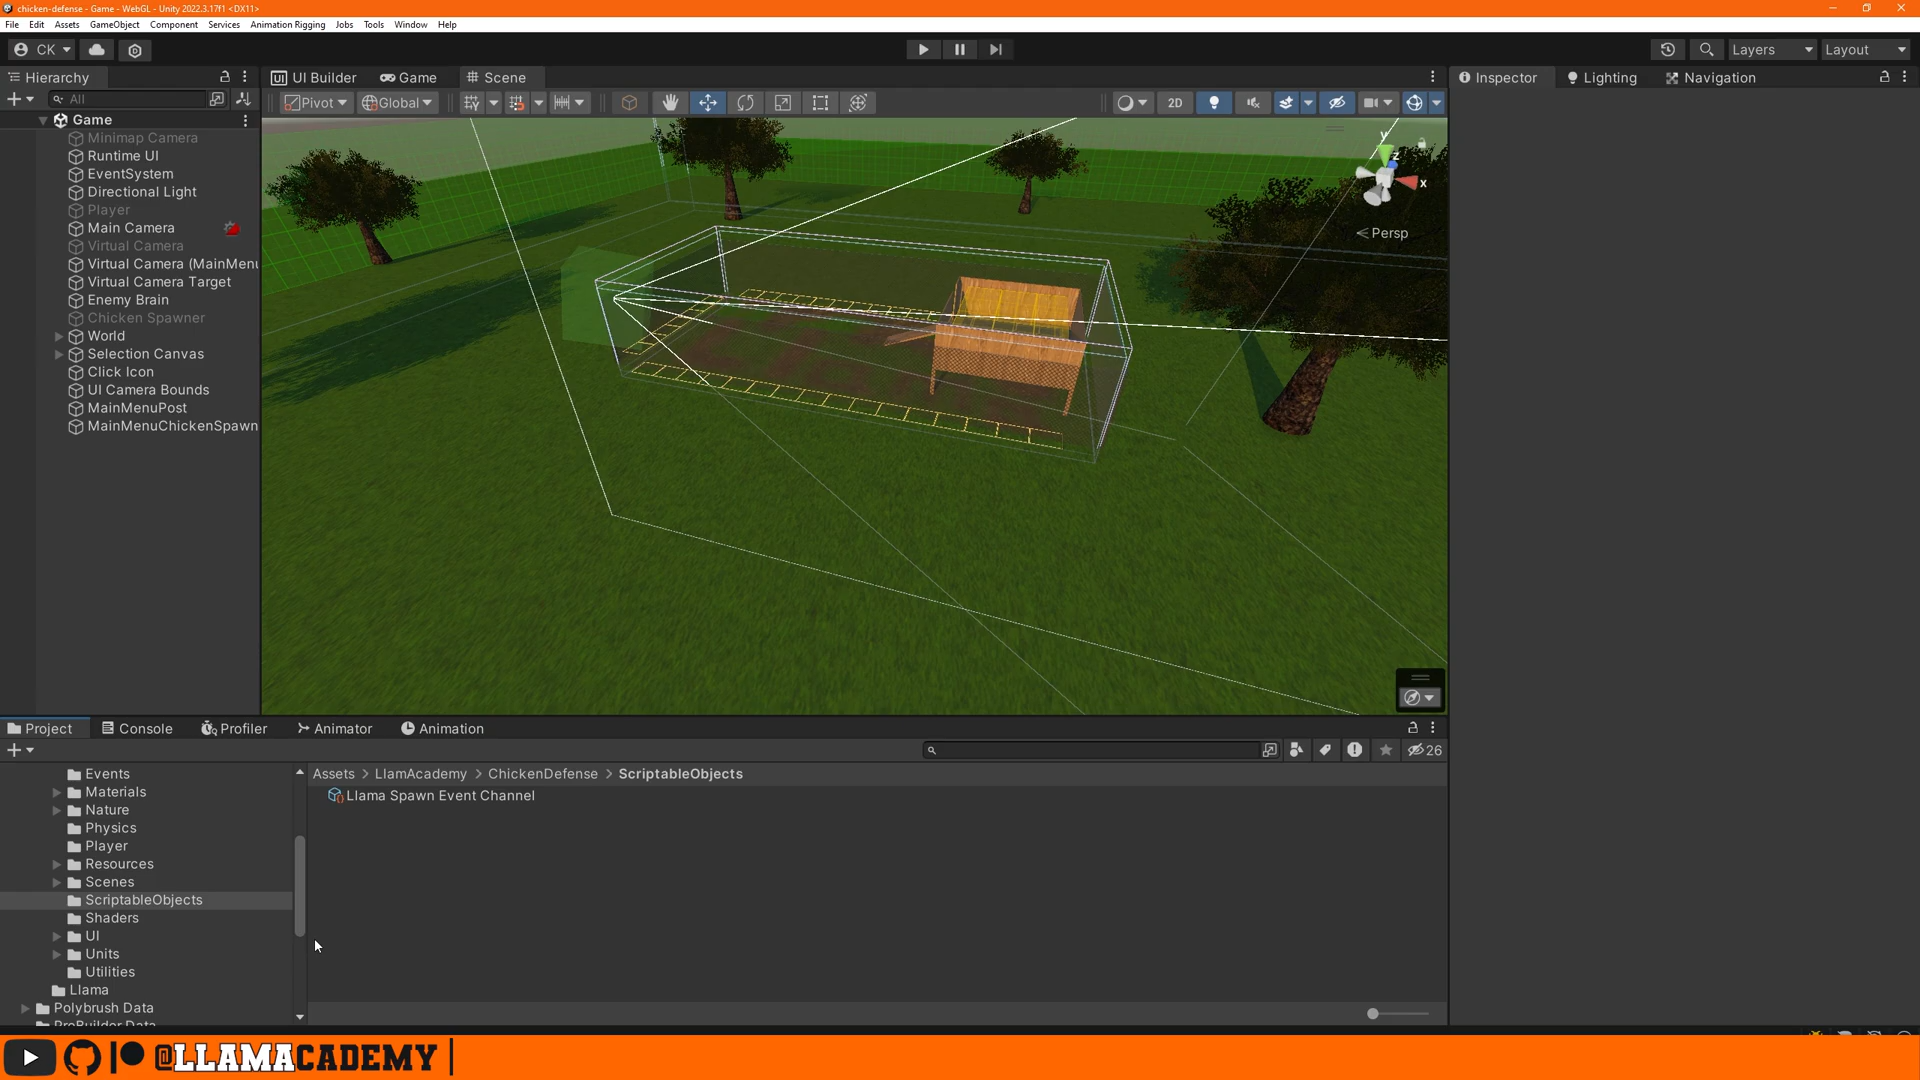 chicken-defense - Game - WebGL - Unity 2022.3.17f1 <DX11>
File Edit Assets GameObject Component Services Animation Rigging Jobs Tools Window Help
CK
Layers Layout
Hierarchy
All
Game
Minimap Camera
Runtime UI
EventSystem
Directional Light
Player
Main Camera
Virtual Camera
Virtual Camera (MainMenu
Virtual Camera Target
Enemy Brain
Chicken Spawner
World
Selection Canvas
Click Icon
UI Camera Bounds
MainMenuPost
MainMenuChickenSpawn
UI Builder Game Scene
Pivot Global 2D
y
z
x
Persp
Inspector Lighting Navigation
Project Console Profiler Animator Animation
26
Events
Materials
Nature
Physics
Player
Resources
Scenes
ScriptableObjects
Shaders
UI
Units
Utilities
Llama
Polybrush Data
ProBuilder Data
Assets > LlamAcademy > ChickenDefense > ScriptableObjects
Llama Spawn Event Channel
@LLAMACADEMY